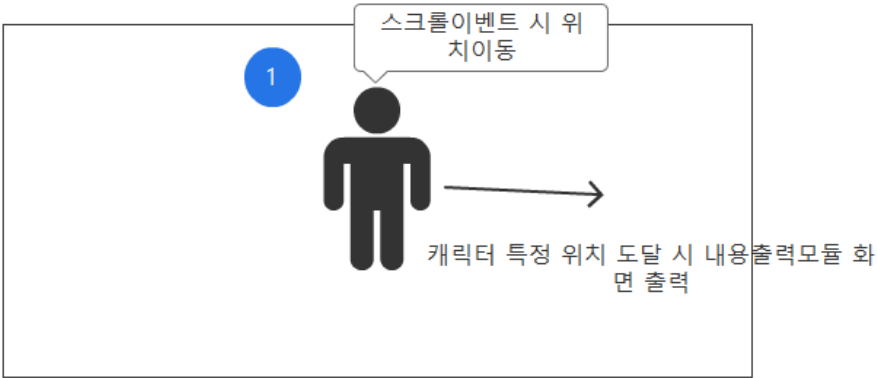 스크롤이벤트 시 위
치이동
1
캐릭터 특정 위치 도달 시 내용출력모듈 화
면 출력